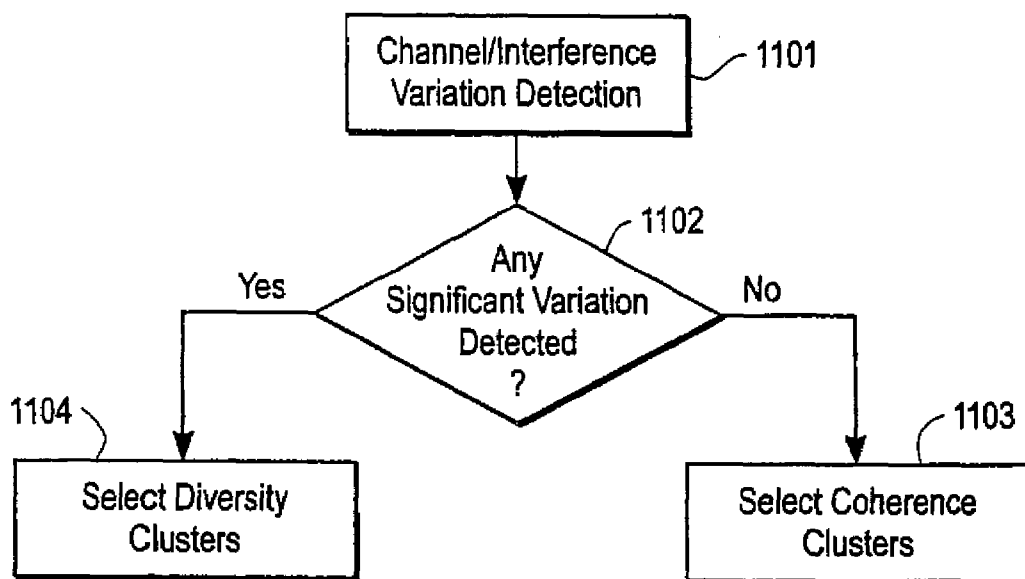 Channel/Interference
Variation Detection
1101
1102
Any
Significant Variation
Detected
?
Yes
No
1104
1103
Select Diversity
Clusters
Select Coherence
Clusters